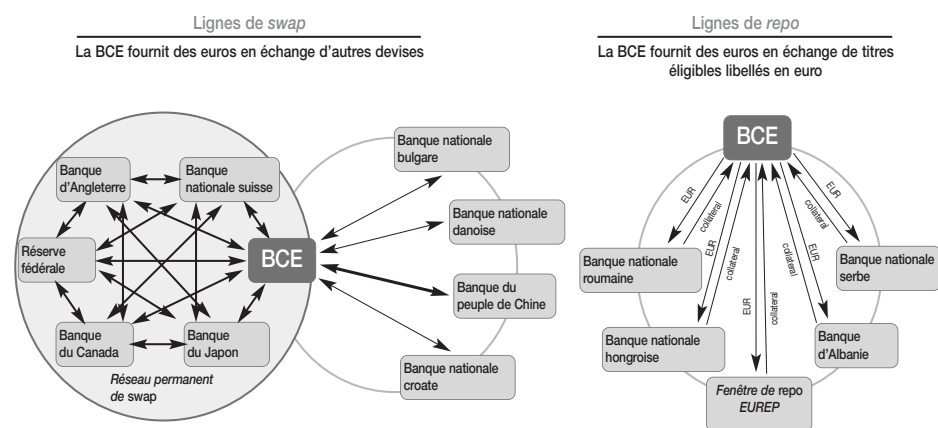 Lignes de swap
La BCE fournit des euros en échange d'autres devises
Banque
d'Angleterre
Banque
nationale suisse
Réserve
fédérale
BCE
Banque
du Canada
Banque
du Japon
Réseau permanent
de swap
Banque nationale
bulgare
Banque nationale
danoise
Banque du
peuple de Chine
Banque nationale
croate
Lignes de repo
La BCE fournit des euros en échange de titres
éligibles libellés en euro
BCE
EUR
collateral
EUR
collateral
EUR
collateral
collateral
EUR
collateral
EUR
Banque nationale
roumaine
Banque nationale
serbe
Banque nationale
hongroise
Banque
d'Albanie
Fenêtre de repo
EUREP